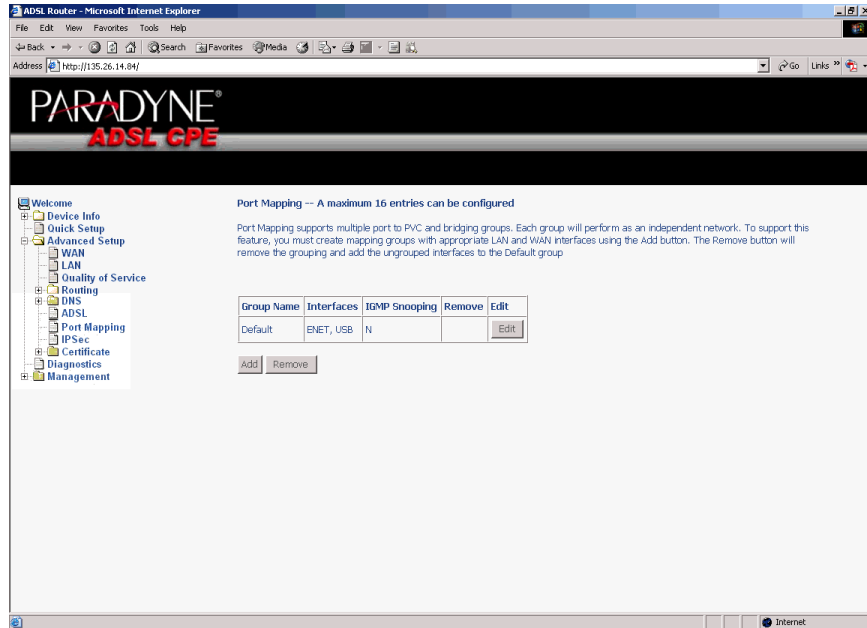 ADSL Router - Microsoft Internet Explorer
File Edit View Favorites Tools Help
Back Search Favorites Media
Address http://135.26.14.84/ Go Links »
PARADYNE®
ADSL CPE
Welcome
Device Info
Quick Setup
Advanced Setup
WAN
LAN
Quality of Service
Routing
DNS
ADSL
Port Mapping
IPSec
Certificate
Diagnostics
Management
Port Mapping -- A maximum 16 entries can be configured
Port Mapping supports multiple port to PVC and bridging groups. Each group will perform as an independent network. To support this
feature, you must create mapping groups with appropriate LAN and WAN interfaces using the Add button. The Remove button will
remove the grouping and add the ungrouped interfaces to the Default group
Group Name Interfaces IGMP Snooping Remove Edit
Default ENET, USB N Edit
Add Remove
Internet